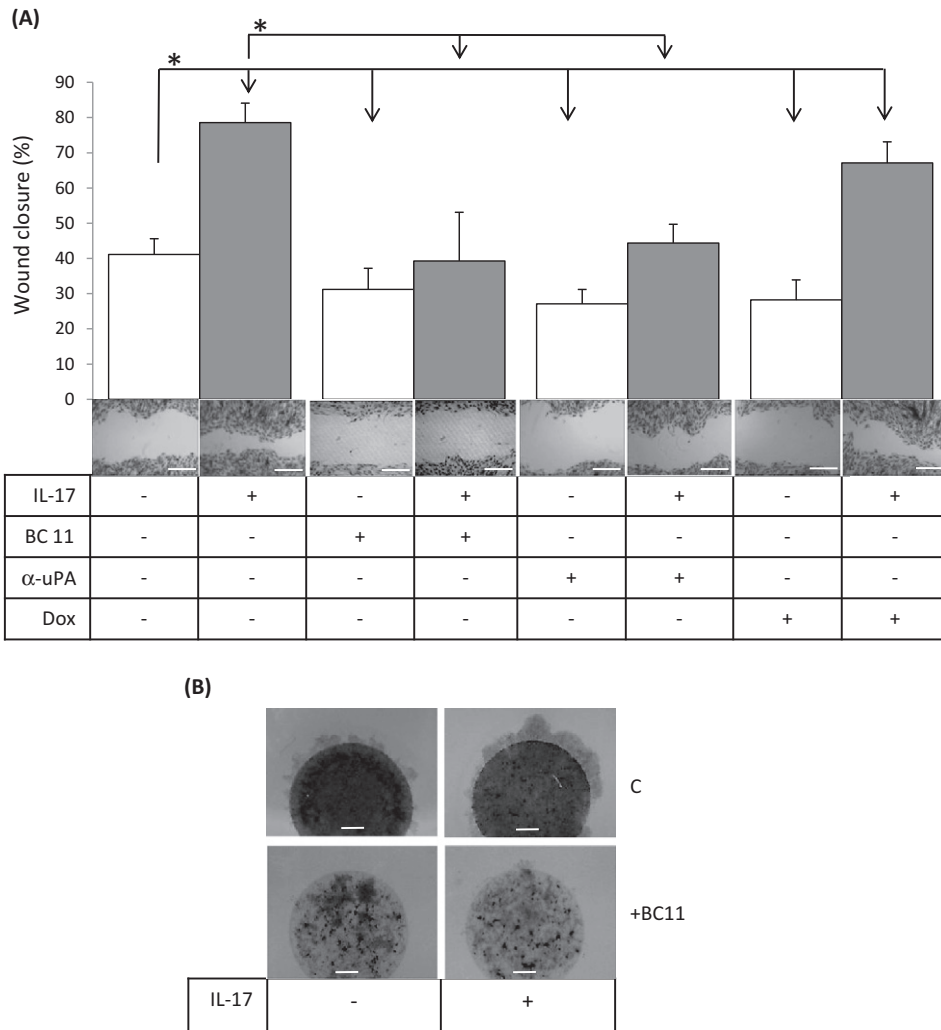 (A)
*
*
Wound closure (%)
90
80
70
60
50
40
30
20
10
0
IL-17 - + - + - + - +
BC 11 - - + + - - - -
α-uPA - - - - + + - -
Dox - - - - - - + +
(B)
C
+BC11
IL-17 - +